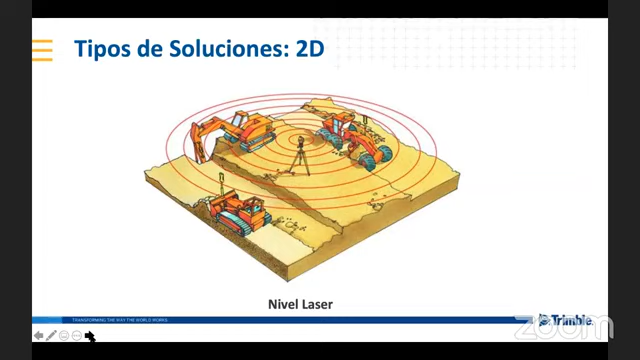 Tipos de Soluciones: 2D
Nivel Laser
TRANSFORMING THE WAY THE WORLD WORKS
Trimble.
zoom